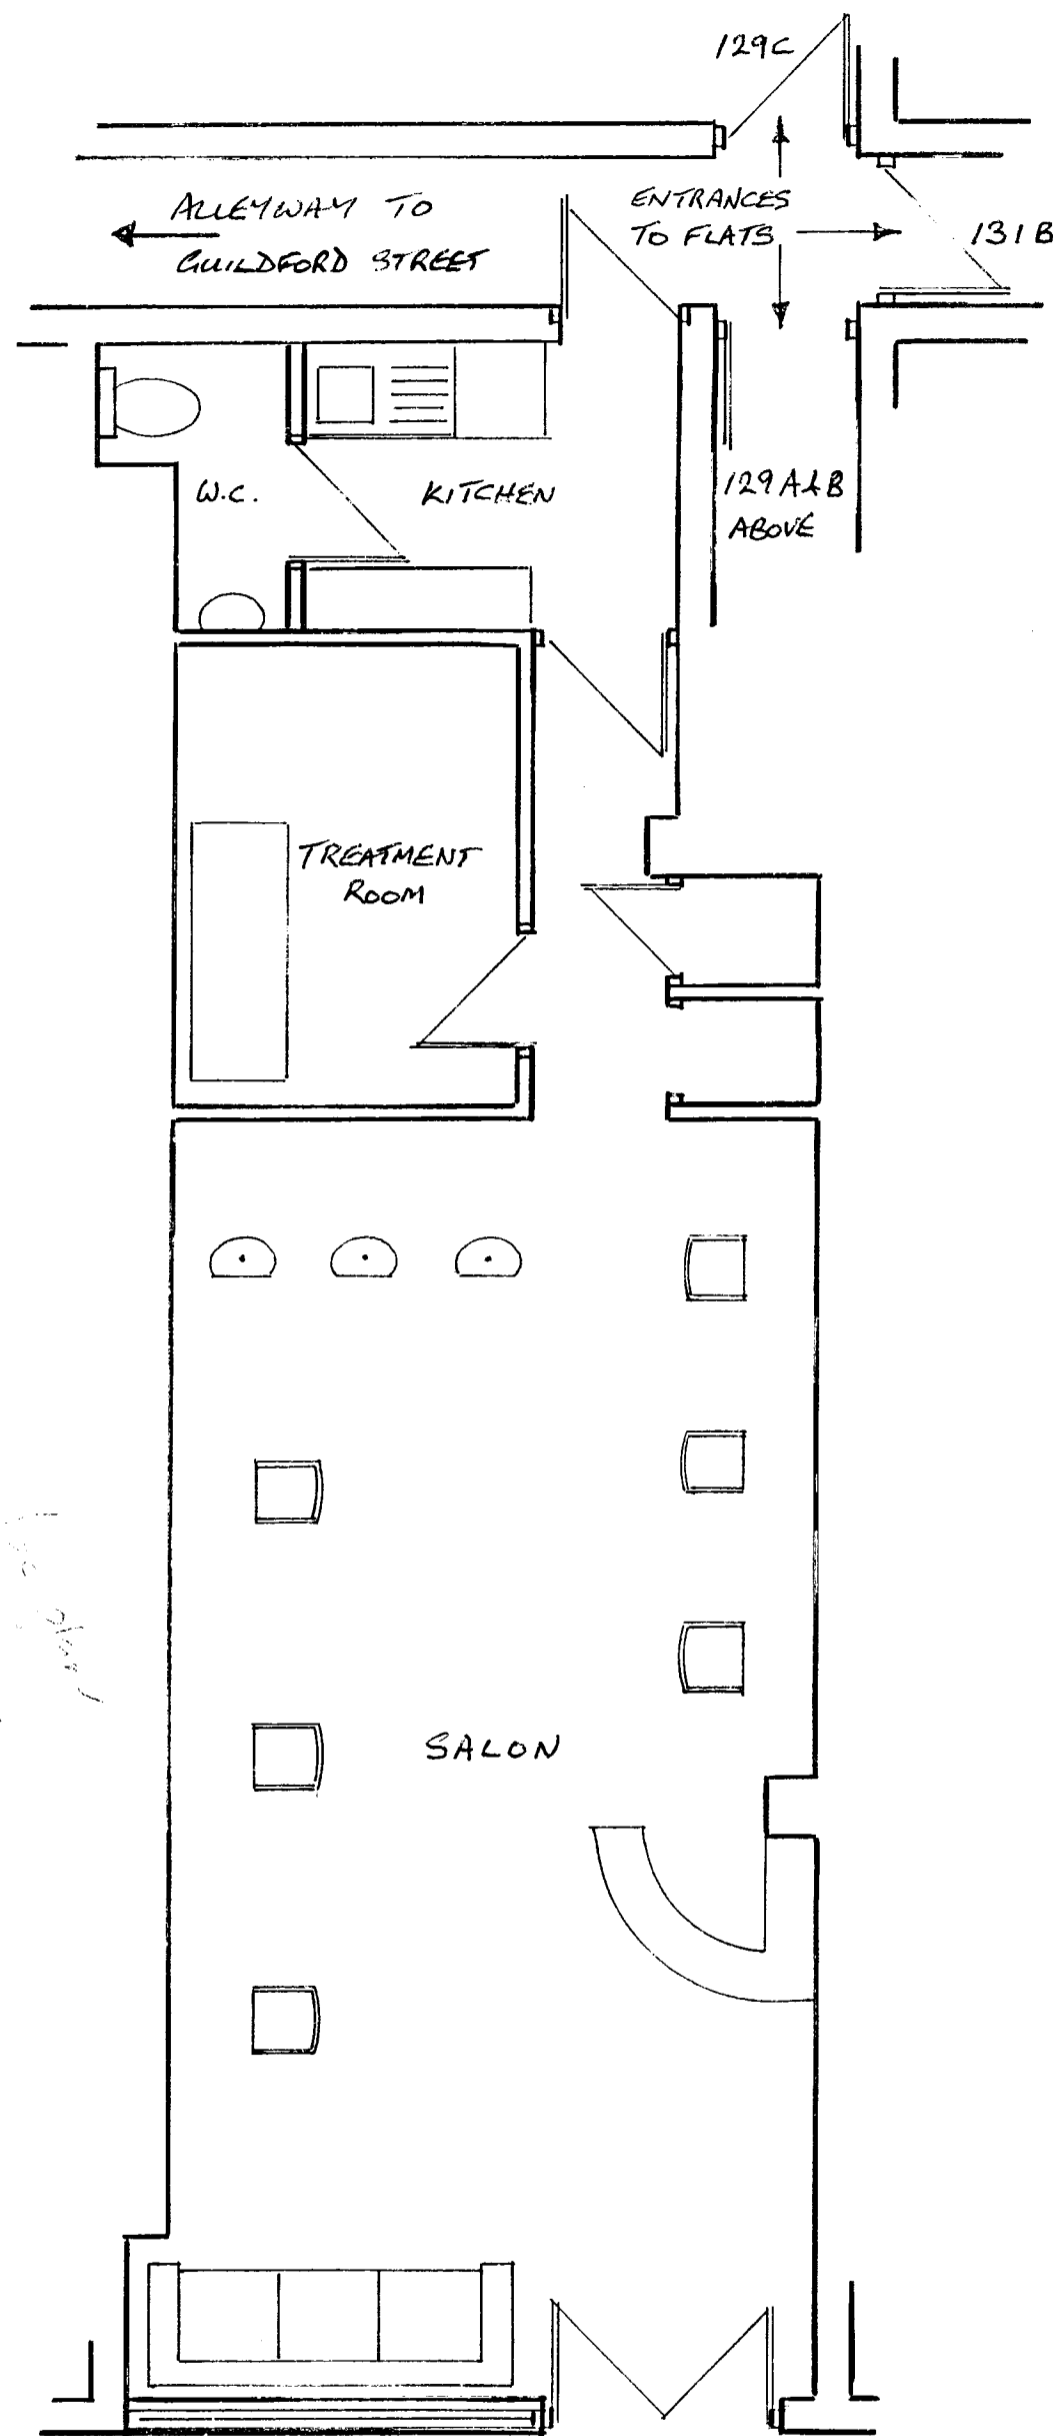 129C
ALLEYWAY TO
GUILDFORD STREET
ENTRANCES
TO FLATS
131B
W.C.
KITCHEN
129A&B
ABOVE
TREATMENT
ROOM
SALON